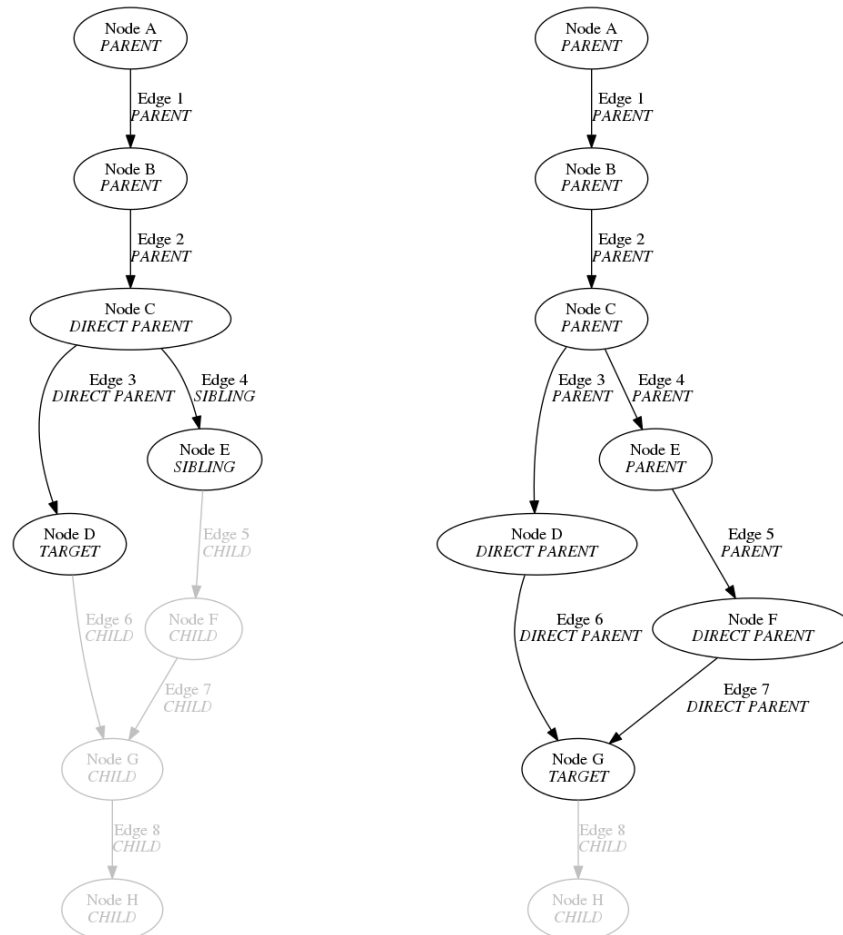 Node A
PARENT
Edge 1
PARENT
Node B
PARENT
Edge 2
PARENT
Node C
DIRECT PARENT
Edge 3
DIRECT PARENT
Edge 4
SIBLING
Node E
SIBLING
Node D
TARGET
Edge 5
CHILD
Edge 6
CHILD
Node F
CHILD
Edge 7
CHILD
Node G
CHILD
Edge 8
CHILD
Node H
CHILD
Node A
PARENT
Edge 1
PARENT
Node B
PARENT
Edge 2
PARENT
Node C
PARENT
Edge 3
PARENT
Edge 4
PARENT
Node E
PARENT
Node D
DIRECT PARENT
Edge 5
PARENT
Edge 6
DIRECT PARENT
Node F
DIRECT PARENT
Edge 7
DIRECT PARENT
Node G
TARGET
Edge 8
CHILD
Node H
CHILD